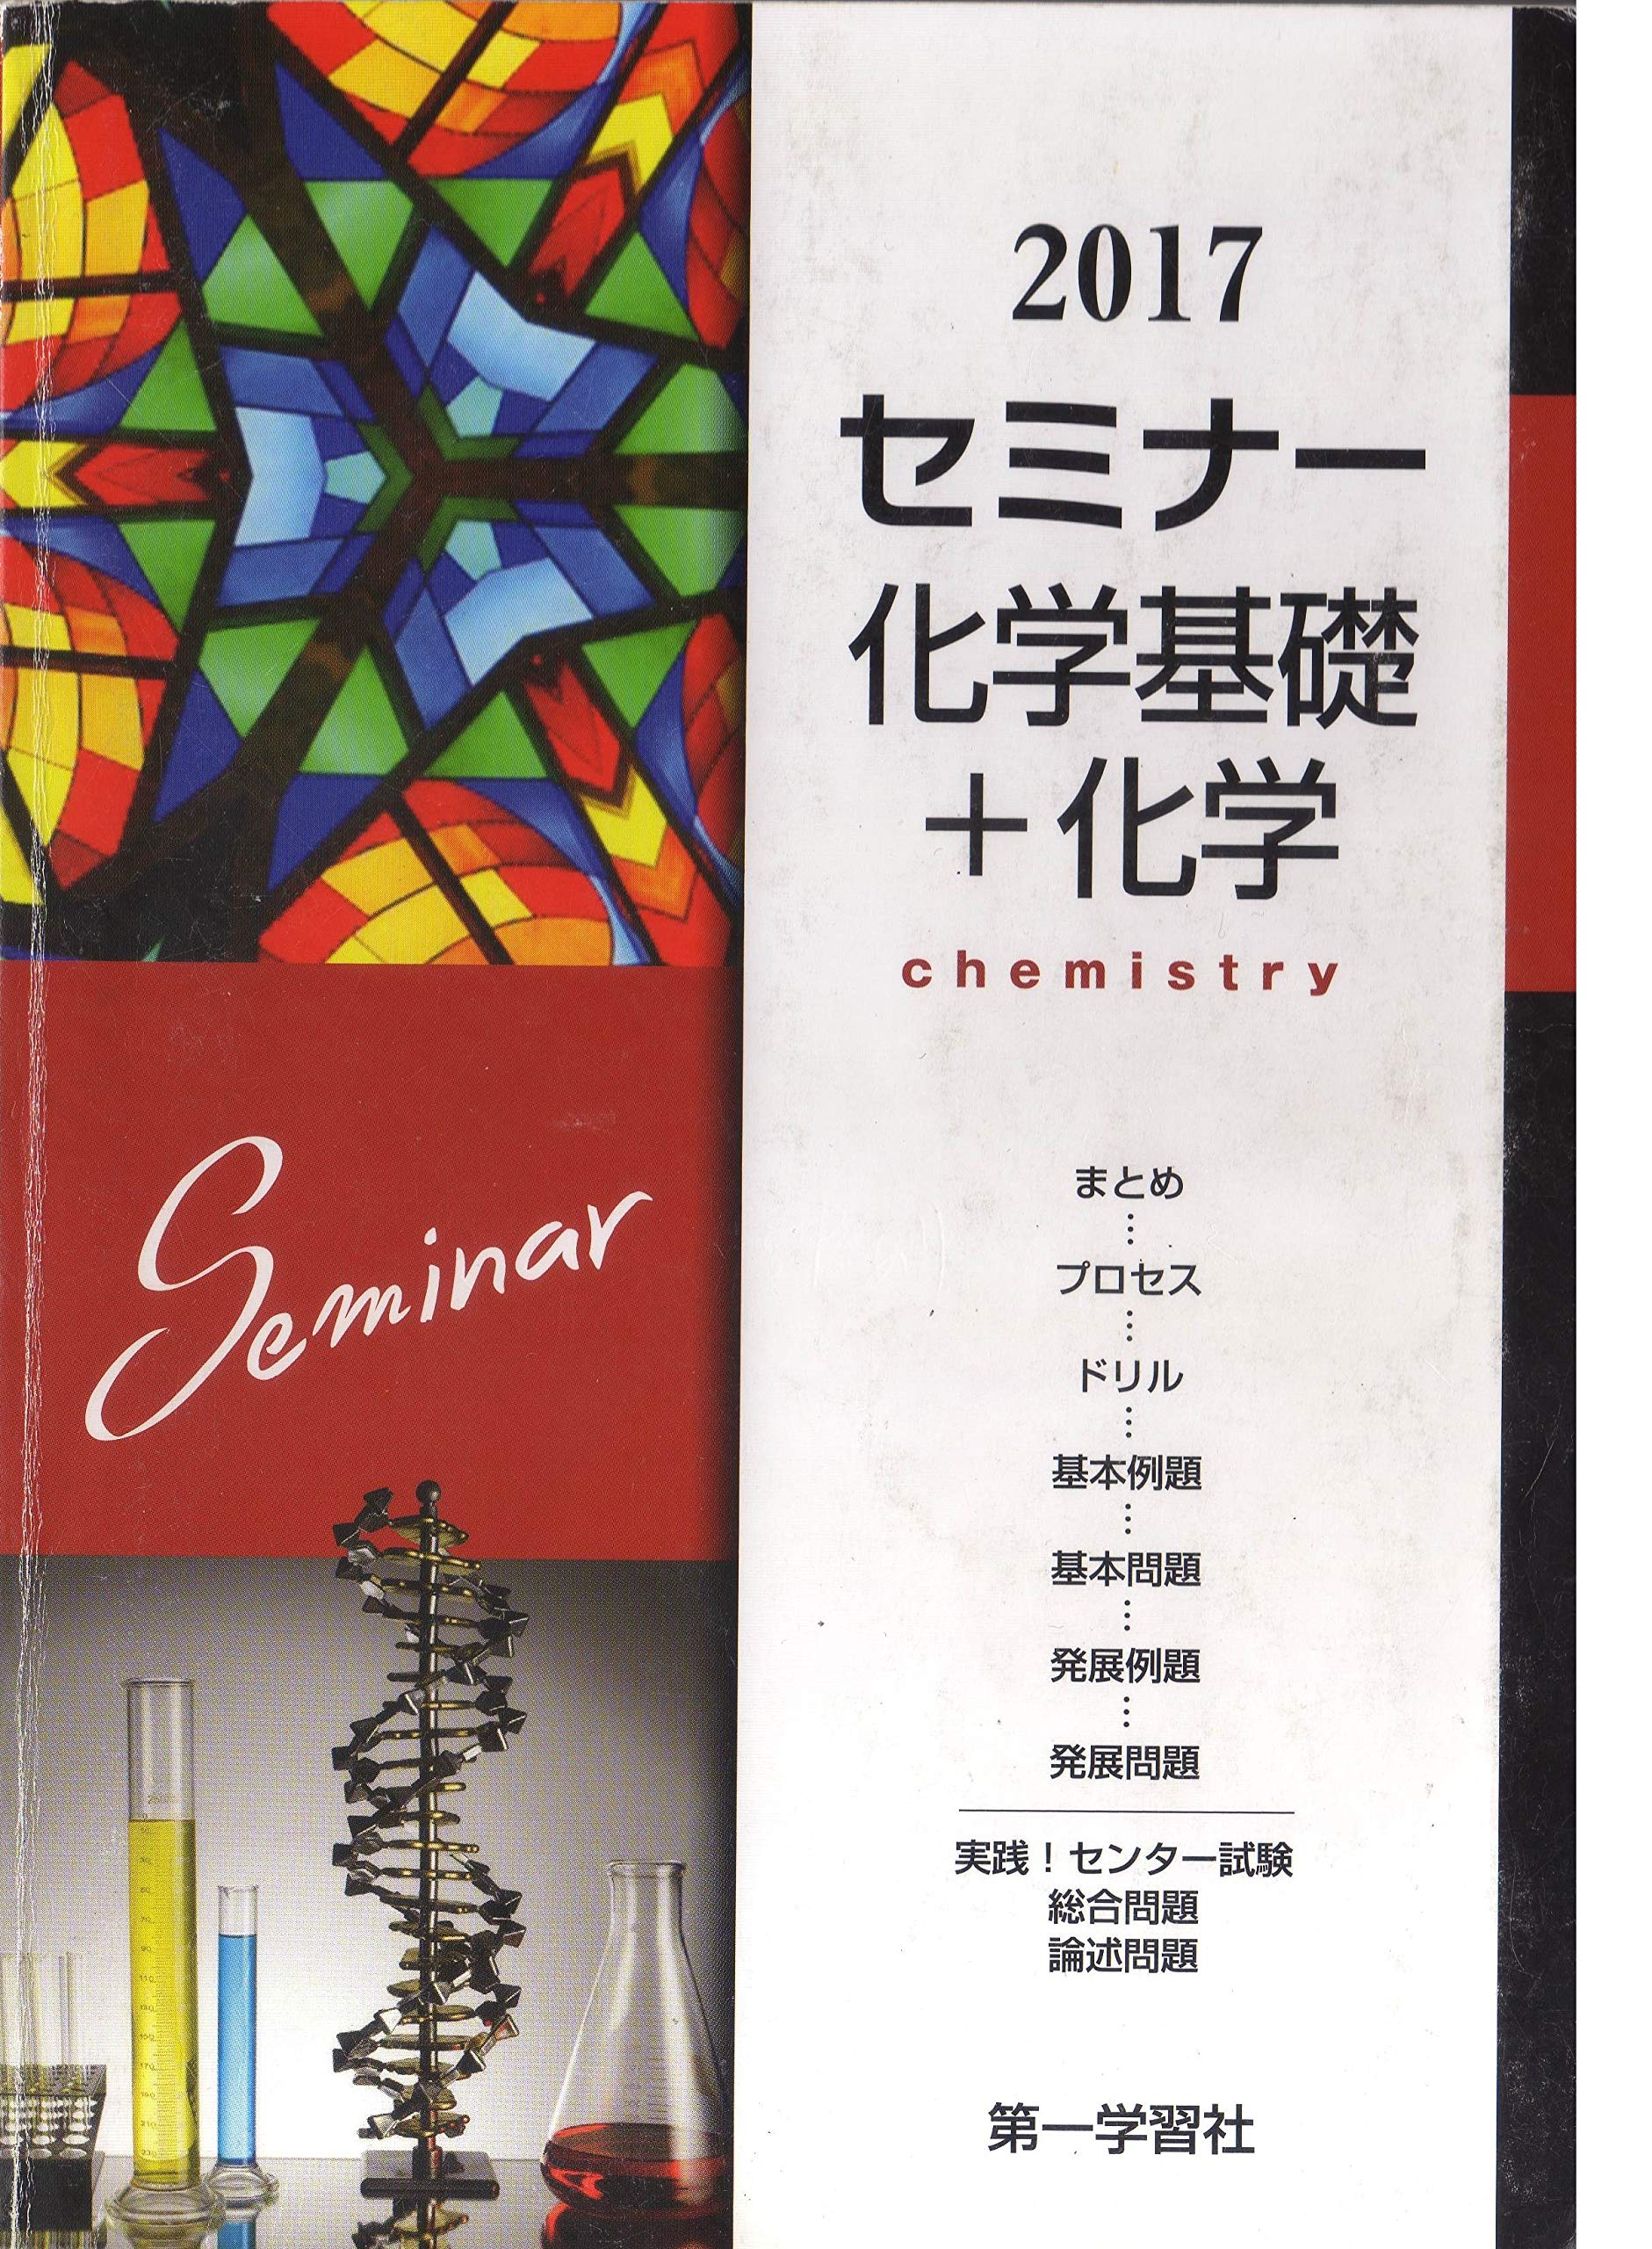 2017
セミナー
化学基礎
+化学
chemistry
Seminar
まとめ
プロセス
ドリル
基本例題
基本問題
発展例題
発展問題
実践!センター試験
総合問題
論述問題
第一学習社